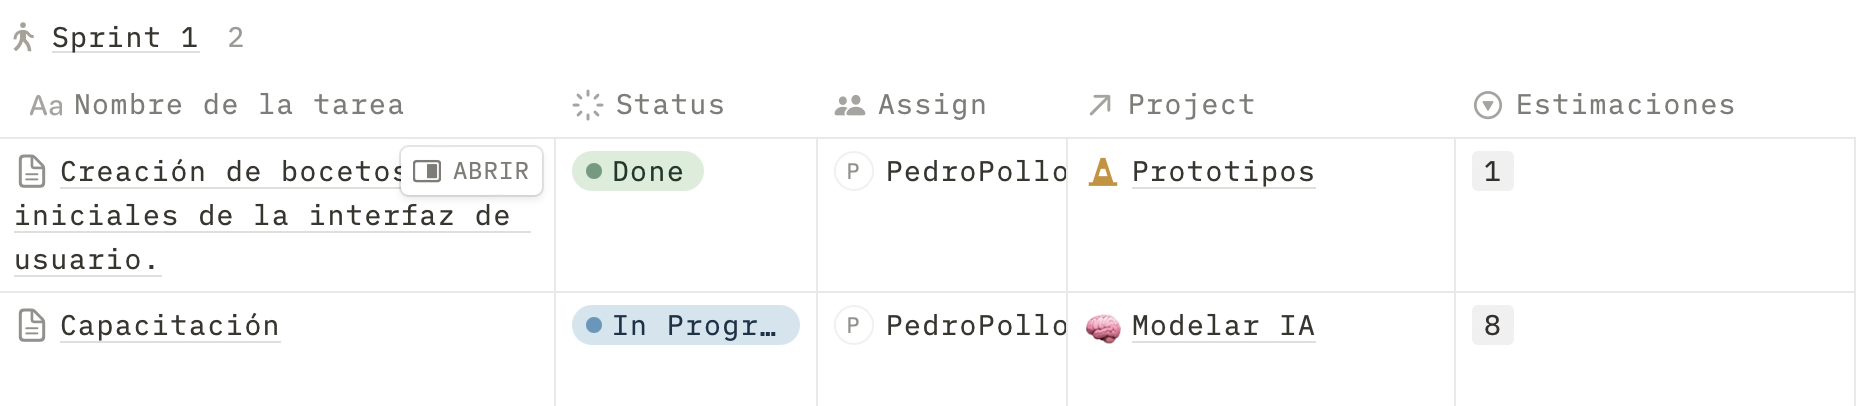 Sprint 1 2
Aa Nombre de la tarea Status Assign Project Estimaciones
Creación de bocetos ABRIR Done P PedroPollo Prototipos 1
iniciales de la interfaz de
usuario.
Capacitación In Progr… P PedroPollo Modelar IA 8